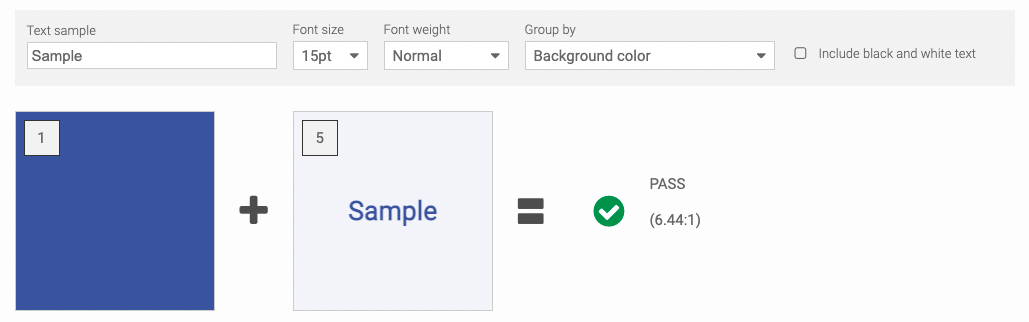 Text sample
Font size
Font weight
Group by
Sample
15pt
Normal
Background color
Include black and white text
1
5
Sample
PASS
(6.44:1)